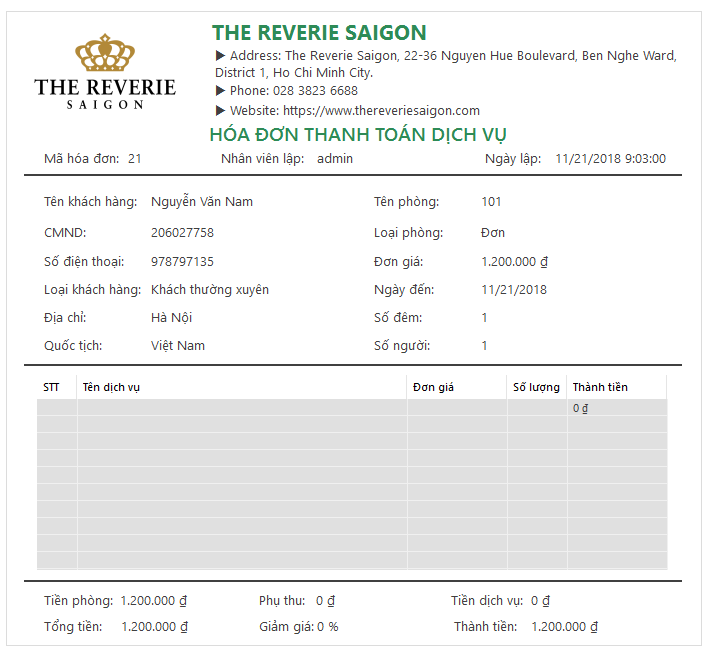 THE REVERIE
SAIGON
THE REVERIE SAIGON
▶ Address: The Reverie Saigon, 22-36 Nguyen Hue Boulevard, Ben Nghe Ward,
District 1, Ho Chi Minh City.
▶ Phone: 028 3823 6688
▶ Website: https://www.thereveriesaigon.com
HÓA ĐƠN THANH TOÁN DỊCH VỤ
Mã hóa đơn: 21 Nhân viên lập: admin Ngày lập: 11/21/2018 9:03:00
Tên khách hàng: Nguyễn Văn Nam Tên phòng: 101
CMND: 206027758 Loại phòng: Đơn
Số điện thoại: 978797135 Đơn giá: 1.200.000 ₫
Loại khách hàng: Khách thường xuyên Ngày đến: 11/21/2018
Địa chỉ: Hà Nội Số đêm: 1
Quốc tịch: Việt Nam Số người: 1
STT Tên dịch vụ Đơn giá Số lượng Thành tiền
0 ₫
Tiền phòng: 1.200.000 ₫ Phụ thu: 0 ₫ Tiền dịch vụ: 0 ₫
Tổng tiền: 1.200.000 ₫ Giảm giá: 0 % Thành tiền: 1.200.000 ₫